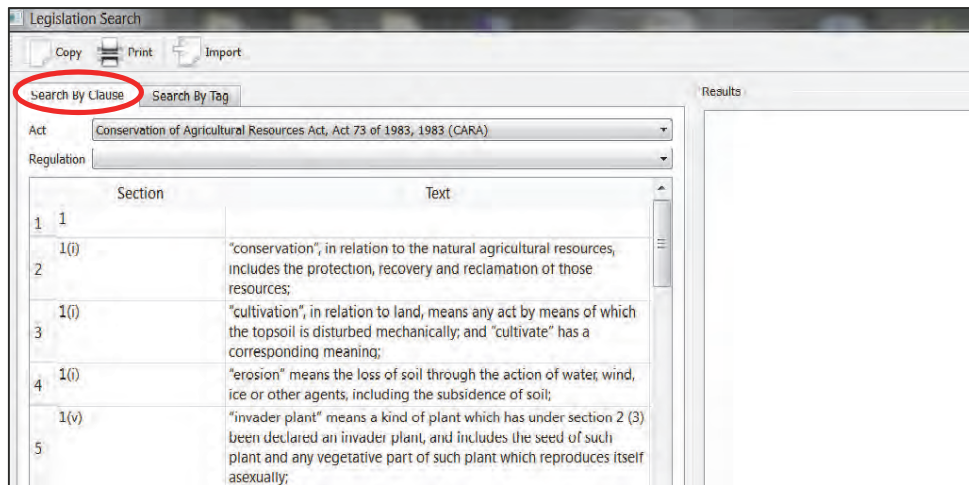 Legislation Search
Copy Print Import
Search By Clause Search By Tag
Results
Act Conservation of Agricultural Resources Act, Act 73 of 1983, 1983 (CARA)
Regulation
Section Text
1 1
2 1(i) "conservation", in relation to the natural agricultural resources,
includes the protection, recovery and reclamation of those
resources;
3 1(i) "cultivation", in relation to land, means any act by means of which
the topsoil is disturbed mechanically; and "cultivate" has a
corresponding meaning;
4 1(i) "erosion" means the loss of soil through the action of water, wind,
ice or other agents, including the subsidence of soil;
5 1(v) "invader plant" means a kind of plant which has under section 2 (3)
been declared an invader plant, and includes the seed of such
plant and any vegetative part of such plant which reproduces itself
asexually;